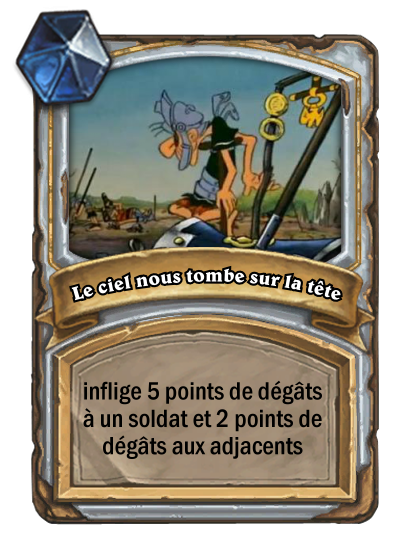 Le ciel nous tombe sur la tête
inflige 5 points de dégâts
à un soldat et 2 points de
dégâts aux adjacents